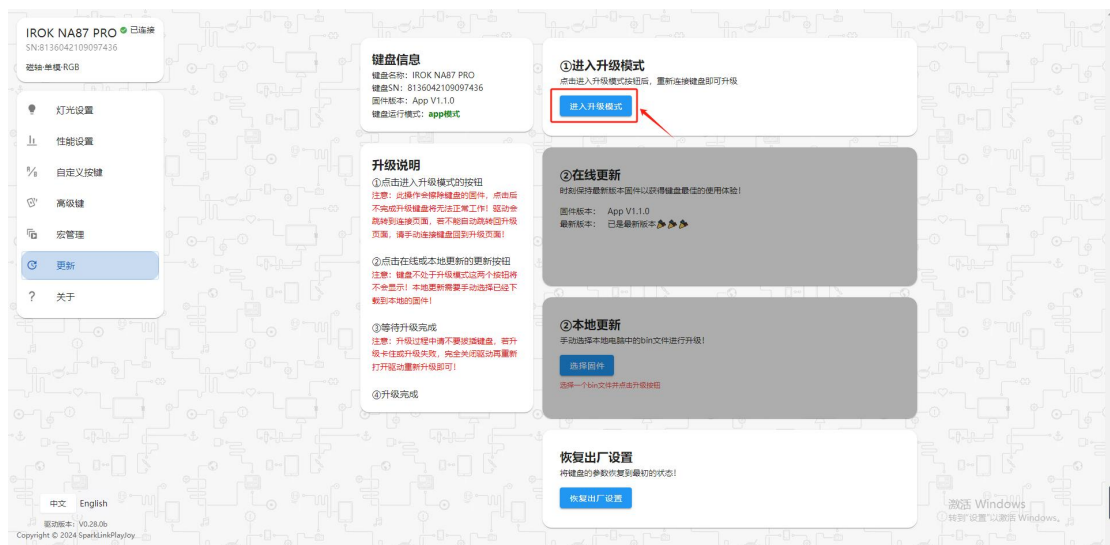 IROK NA87 PRO 已连接
SN:8136042109097436
磁轴·单模·RGB
灯光设置
性能设置
自定义按键
高级键
宏管理
更新
关于
中文 English
驱动版本：V0.28.0b
Copyright © 2024 SparkLinkPlayJoy.
键盘信息
键盘名称：IROK NA87 PRO
键盘SN：8136042109097436
固件版本：App V1.1.0
键盘运行模式：app模式
升级说明
①点击进入升级模式的按钮
注意：此操作会擦除键盘的固件，点击后
不完成升级键盘将无法正常工作！驱动会
跳转到连接页面，若不能自动跳转回升级
页面，请手动连接键盘回到升级页面！
②点击在线或本地更新的更新按钮
注意：键盘不处于升级模式这两个按钮将
不会显示！本地更新需要手动选择已经下
载到本地的固件！
③等待升级完成
注意：升级过程中请不要拔插键盘，若升
级卡住或升级失败，完全关闭驱动再重新
打开驱动重新升级即可！
④升级完成
①进入升级模式
点击进入升级模式按钮后，重新连接键盘即可升级
进入升级模式
②在线更新
时刻保持最新版本固件以获得键盘最佳的使用体验！
固件版本： App V1.1.0
最新版本： 已是最新版本🎉🎉🎉
②本地更新
手动选择本地电脑中的bin文件进行升级！
选择固件
选择一个bin文件并点击升级按钮
恢复出厂设置
将键盘的参数恢复到最初的状态！
恢复出厂设置
激活 Windows
转到"设置"以激活 Windows。